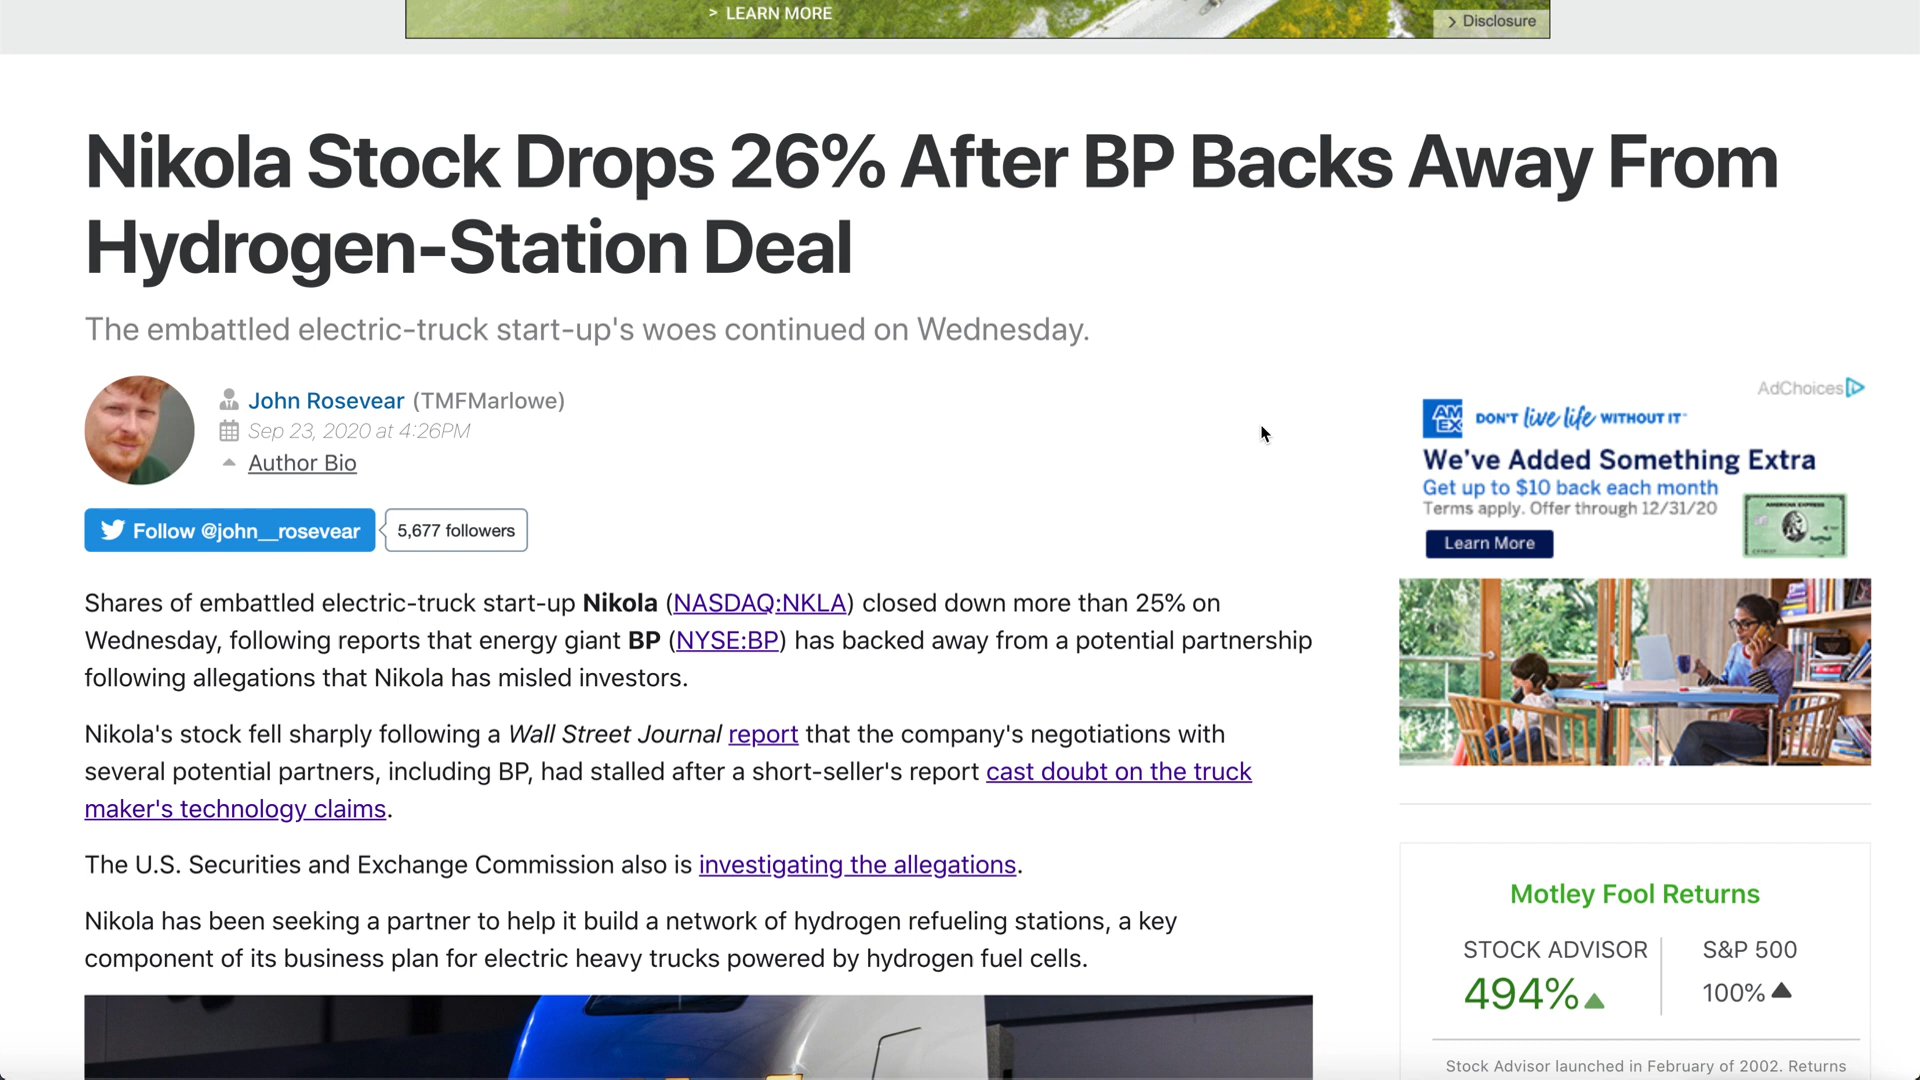 > LEARN MORE
> Disclosure
Nikola Stock Drops 26% After BP Backs Away From
Hydrogen-Station Deal
The embattled electric-truck start-up's woes continued on Wednesday.
John Rosevear (TMFMarlowe)
Sep 23, 2020 at 4:26PM
Author Bio
Follow @john__rosevear
5,677 followers
Shares of embattled electric-truck start-up Nikola (NASDAQ:NKLA) closed down more than 25% on
Wednesday, following reports that energy giant BP (NYSE:BP) has backed away from a potential partnership
following allegations that Nikola has misled investors.
Nikola's stock fell sharply following a Wall Street Journal report that the company's negotiations with
several potential partners, including BP, had stalled after a short-seller's report cast doubt on the truck
maker's technology claims.
The U.S. Securities and Exchange Commission also is investigating the allegations.
Nikola has been seeking a partner to help it build a network of hydrogen refueling stations, a key
component of its business plan for electric heavy trucks powered by hydrogen fuel cells.
AdChoices
AM
EX
DON'T live life WITHOUT IT
We've Added Something Extra
Get up to $10 back each month
Terms apply. Offer through 12/31/20
Learn More
AMERICAN EXPRESS
Motley Fool Returns
STOCK ADVISOR
S&P 500
494%
100%
Stock Advisor launched in February of 2002. Returns